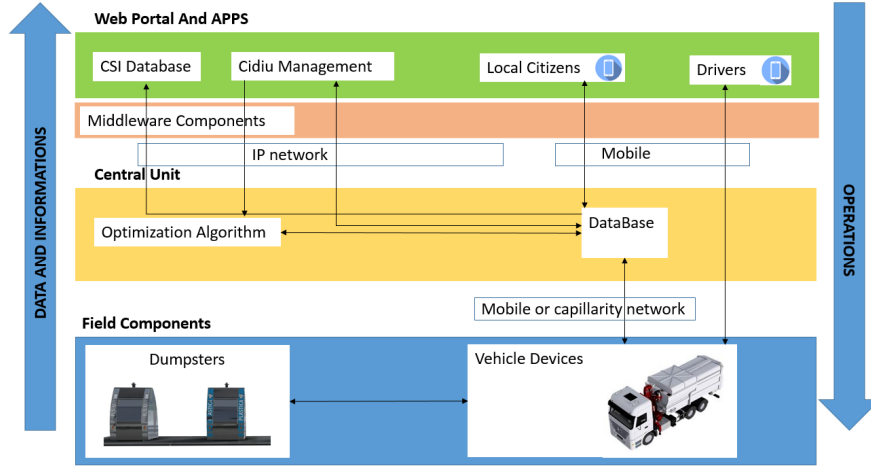 Web Portal And APPS
CSI Database
Cidiu Management
Local Citizens
Drivers
Middleware Components
IP network
Mobile
Central Unit
Optimization Algorithm
DataBase
Mobile or capillarity network
Field Components
Dumpsters
Vehicle Devices
DATA AND INFORMATIONS
OPERATIONS